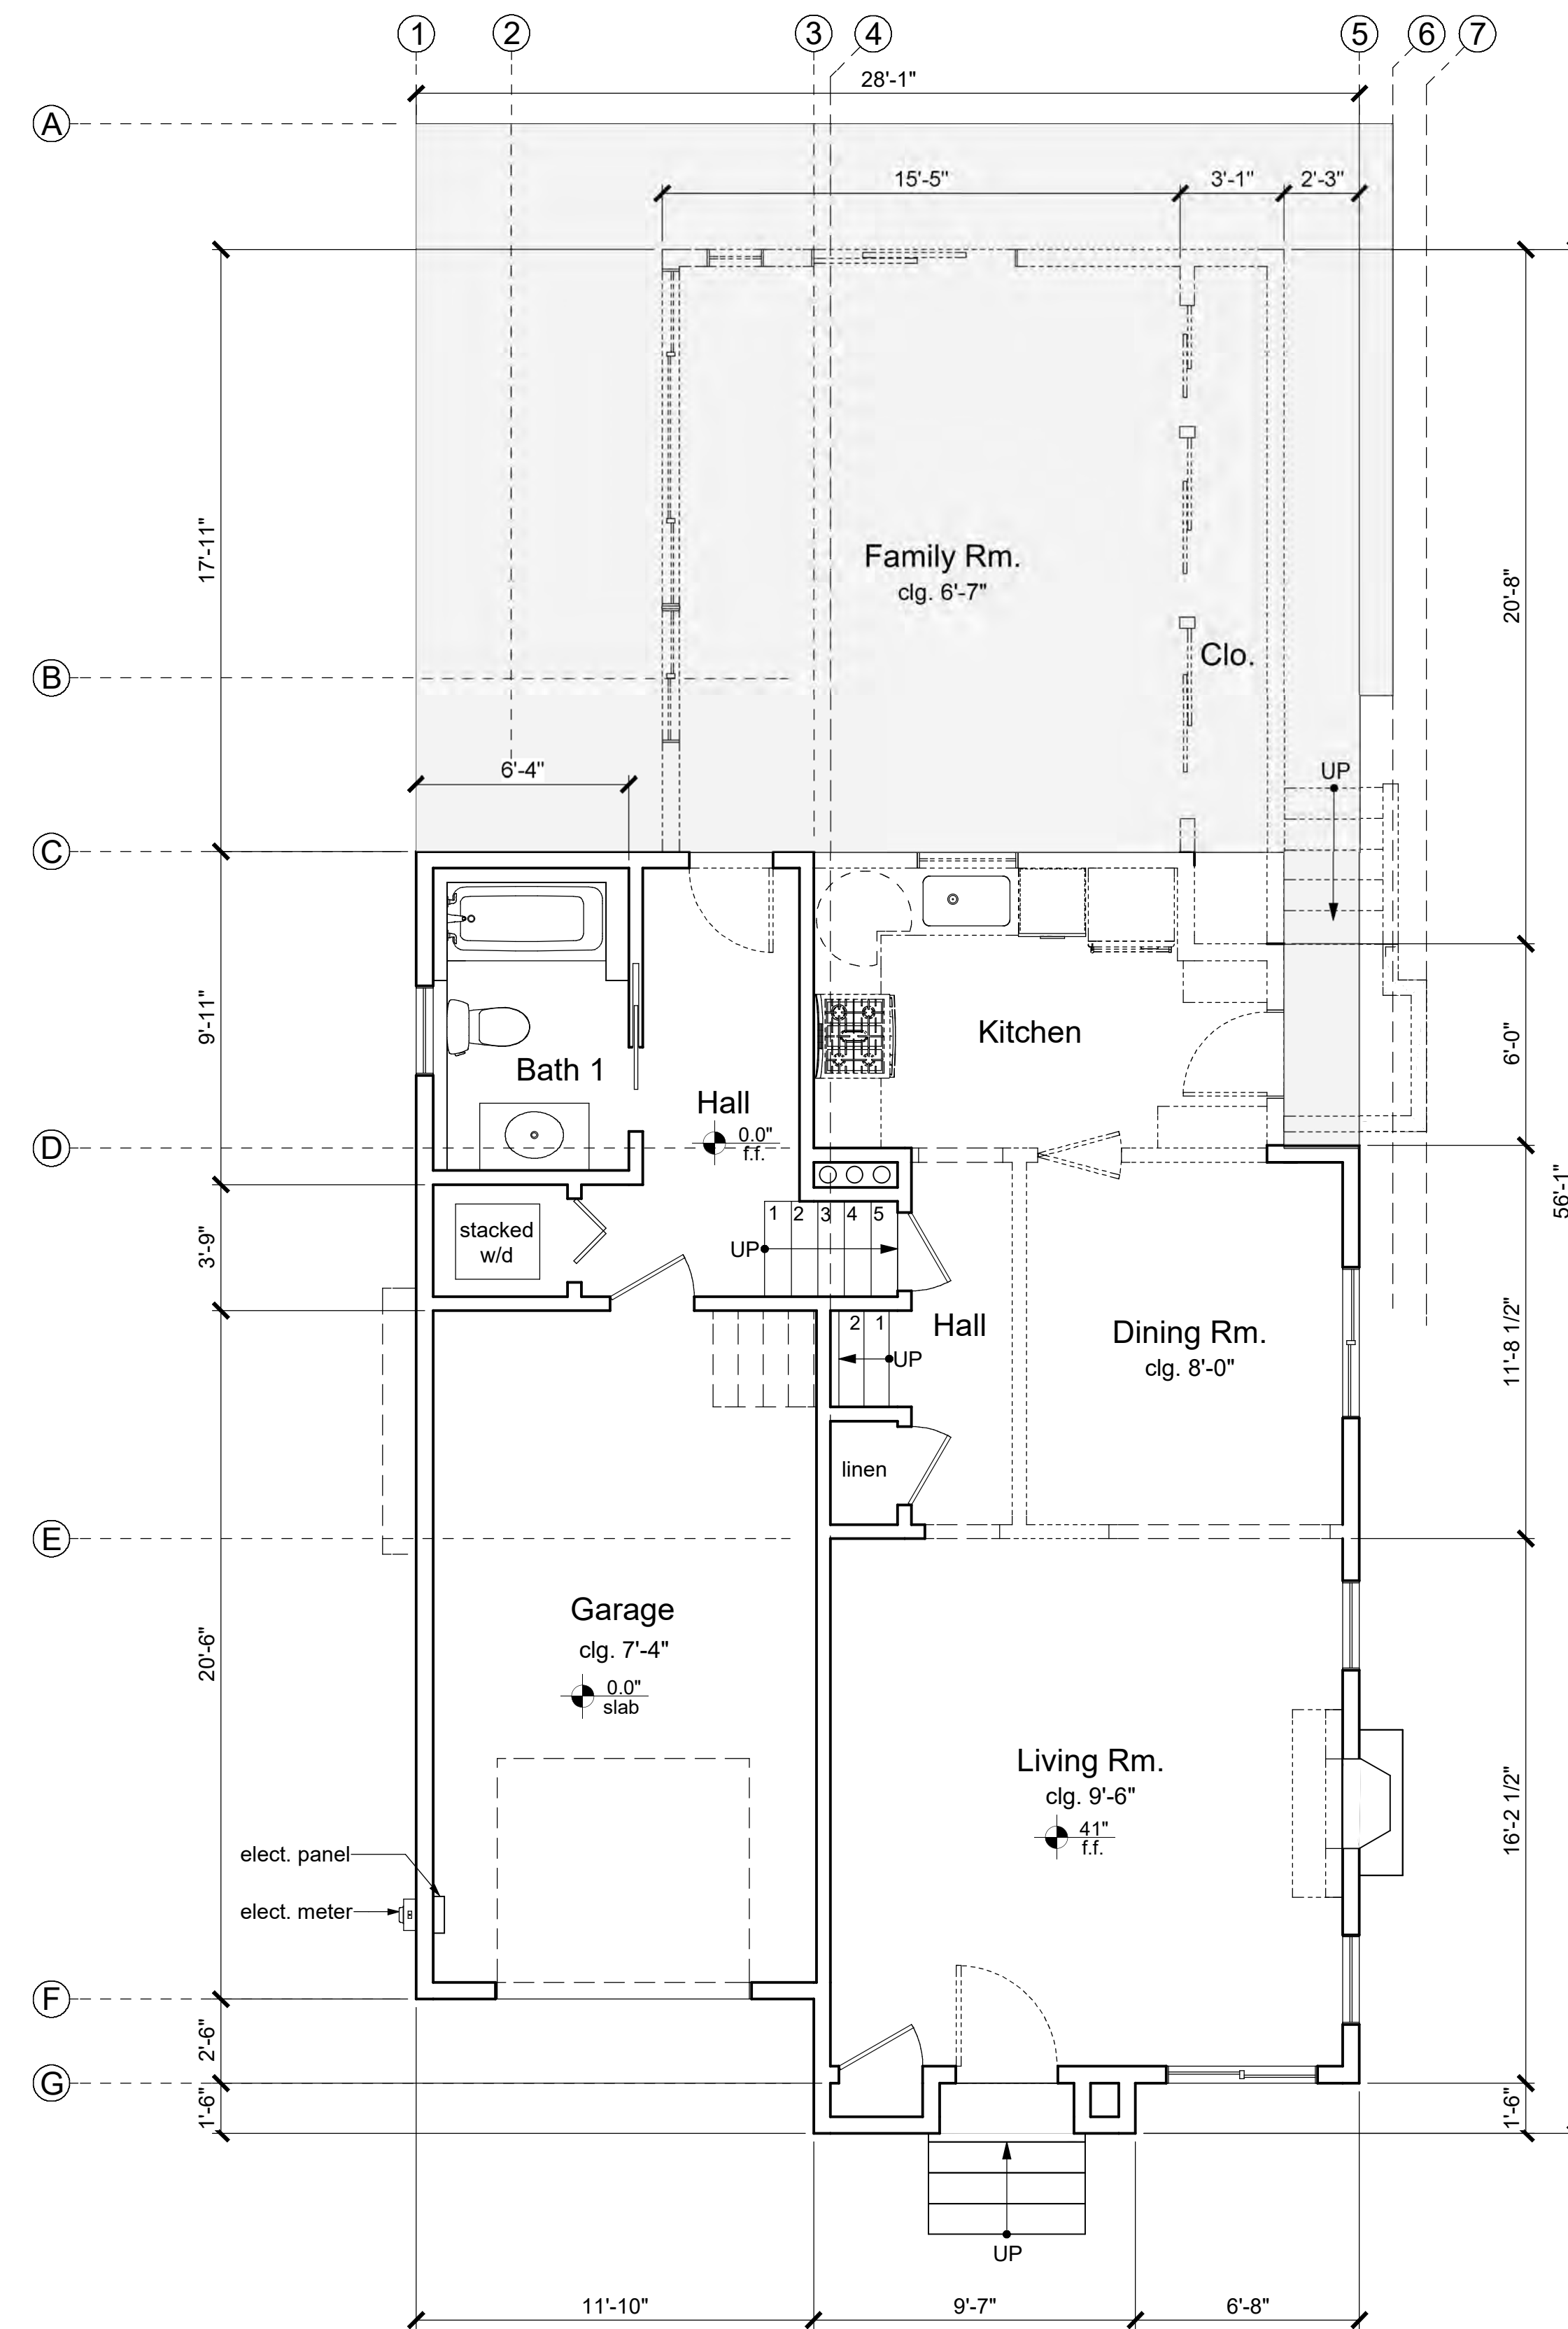 1 2 3 4 5 6 7
28'-1"
A
15'-5" 3'-1" 2'-3"
17'-11"
Family Rm.
clg. 6'-7"
20'-8"
Clo.
B
6'-4"
UP
C
9'-11"
Kitchen
6'-0"
Bath 1
Hall
0.0"
f.f.
D
56'-1"
3'-9"
stacked
w/d
1 2 3 4 5
UP
2 1
UP
Hall
Dining Rm.
clg. 8'-0"
11'-8 1/2"
linen
E
Garage
clg. 7'-4"
0.0"
slab
20'-6"
Living Rm.
clg. 9'-6"
41"
f.f.
16'-2 1/2"
elect. panel
elect. meter
F
2'-6"
G
1'-6"
1'-6"
UP
11'-10" 9'-7" 6'-8"